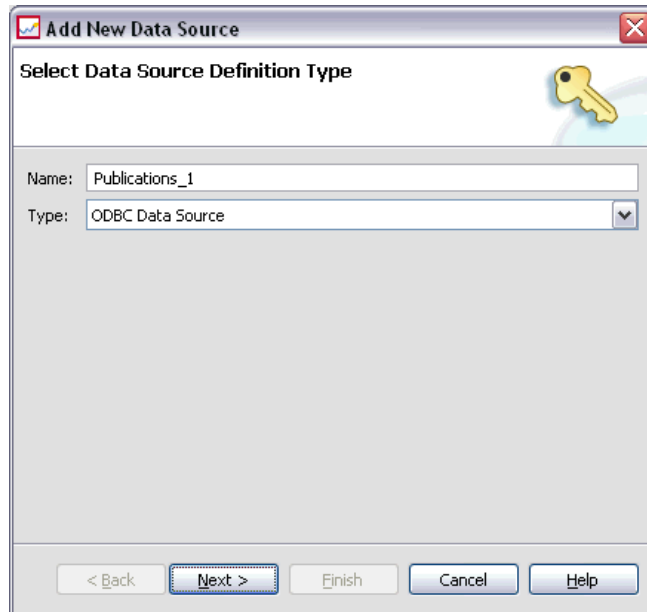 Add New Data Source
Select Data Source Definition Type
Name: Publications_1
Type: ODBC Data Source
< Back Next > Finish Cancel Help